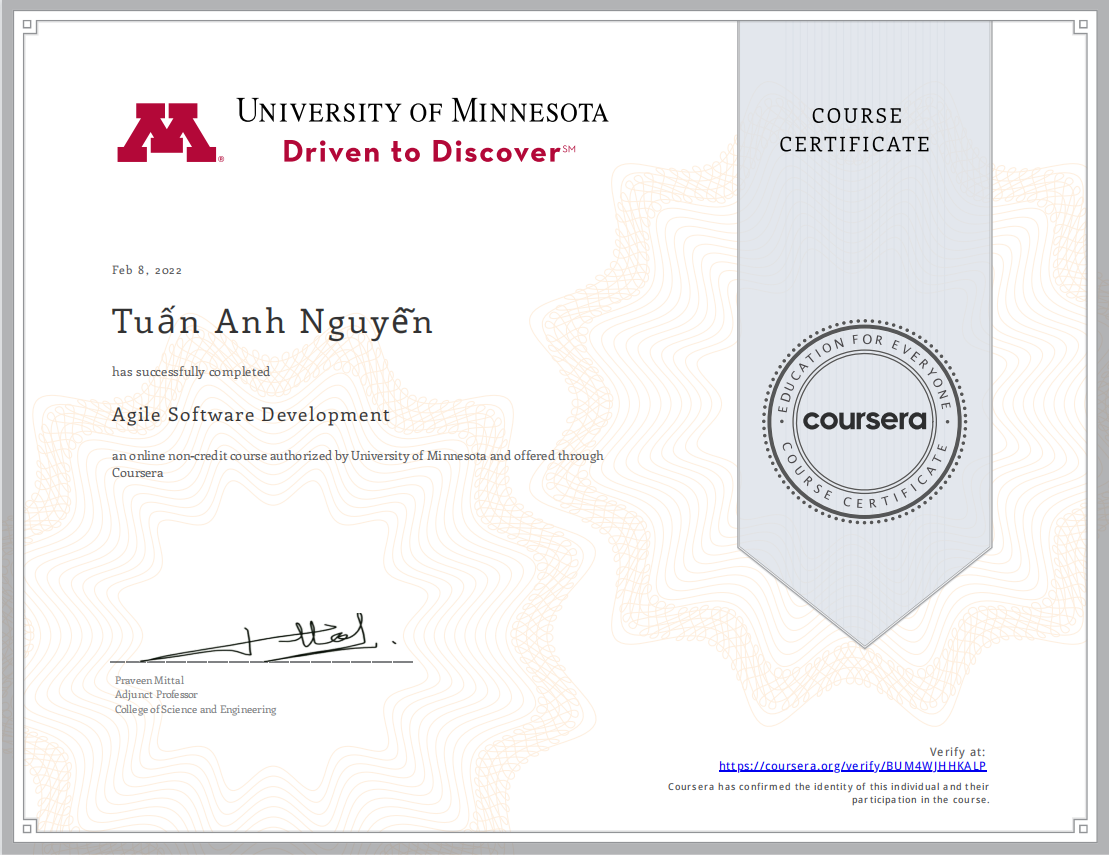 UNIVERSITY OF MINNESOTA
Driven to Discover℠
COURSE
CERTIFICATE
Feb 8, 2022
Tuấn Anh Nguyễn
has successfully completed
Agile Software Development
an online non-credit course authorized by University of Minnesota and offered through
Coursera
EDUCATION FOR EVERYONE
coursera
COURSE CERTIFICATE
Praveen Mittal
Adjunct Professor
College of Science and Engineering
Verify at:
https://coursera.org/verify/BUM4WJHHKALP
Coursera has confirmed the identity of this individual and their
participation in the course.